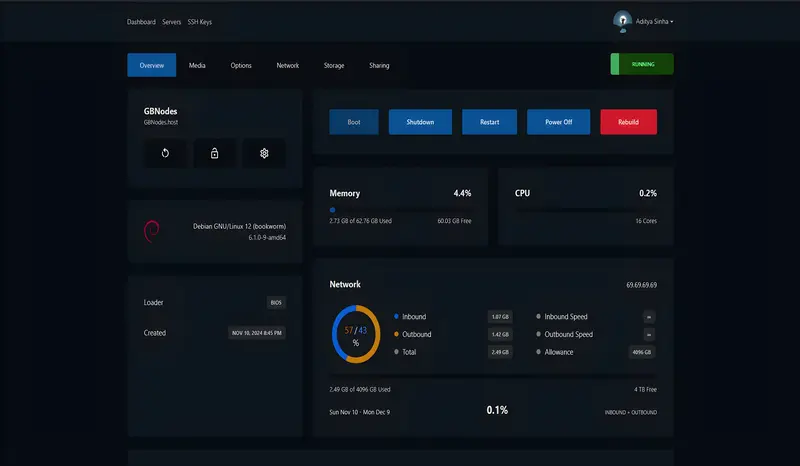 Dashboard Servers SSH Keys Aditya Sinha
Overview Media Options Network Storage Sharing RUNNING
GBNodes
GBNodes.host
Boot Shutdown Restart Power Off Rebuild
Memory 4.4%
2.73 GB of 62.76 GB Used 60.03 GB Free
CPU 0.2%
16 Cores
Debian GNU/Linux 12 (bookworm)
6.1.0-9-amd64
Loader BIOS
Created NOV 10, 2024 8:45 PM
Network 69.69.69.69
57 / 43
%
Inbound 1.07 GB Inbound Speed ∞
Outbound 1.42 GB Outbound Speed ∞
Total 2.49 GB Allowance 4096 GB
2.49 GB of 4096 GB Used 4 TB Free
Sun Nov 10 - Mon Dec 9 0.1% INBOUND + OUTBOUND